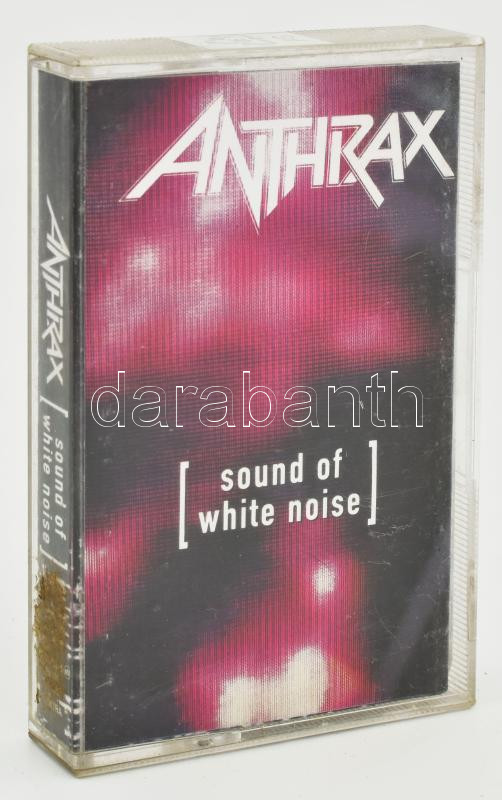 ANTHRAX
[ sound of
white noise ]
ANTHRAX
[ sound of
white noise ]
darabanth